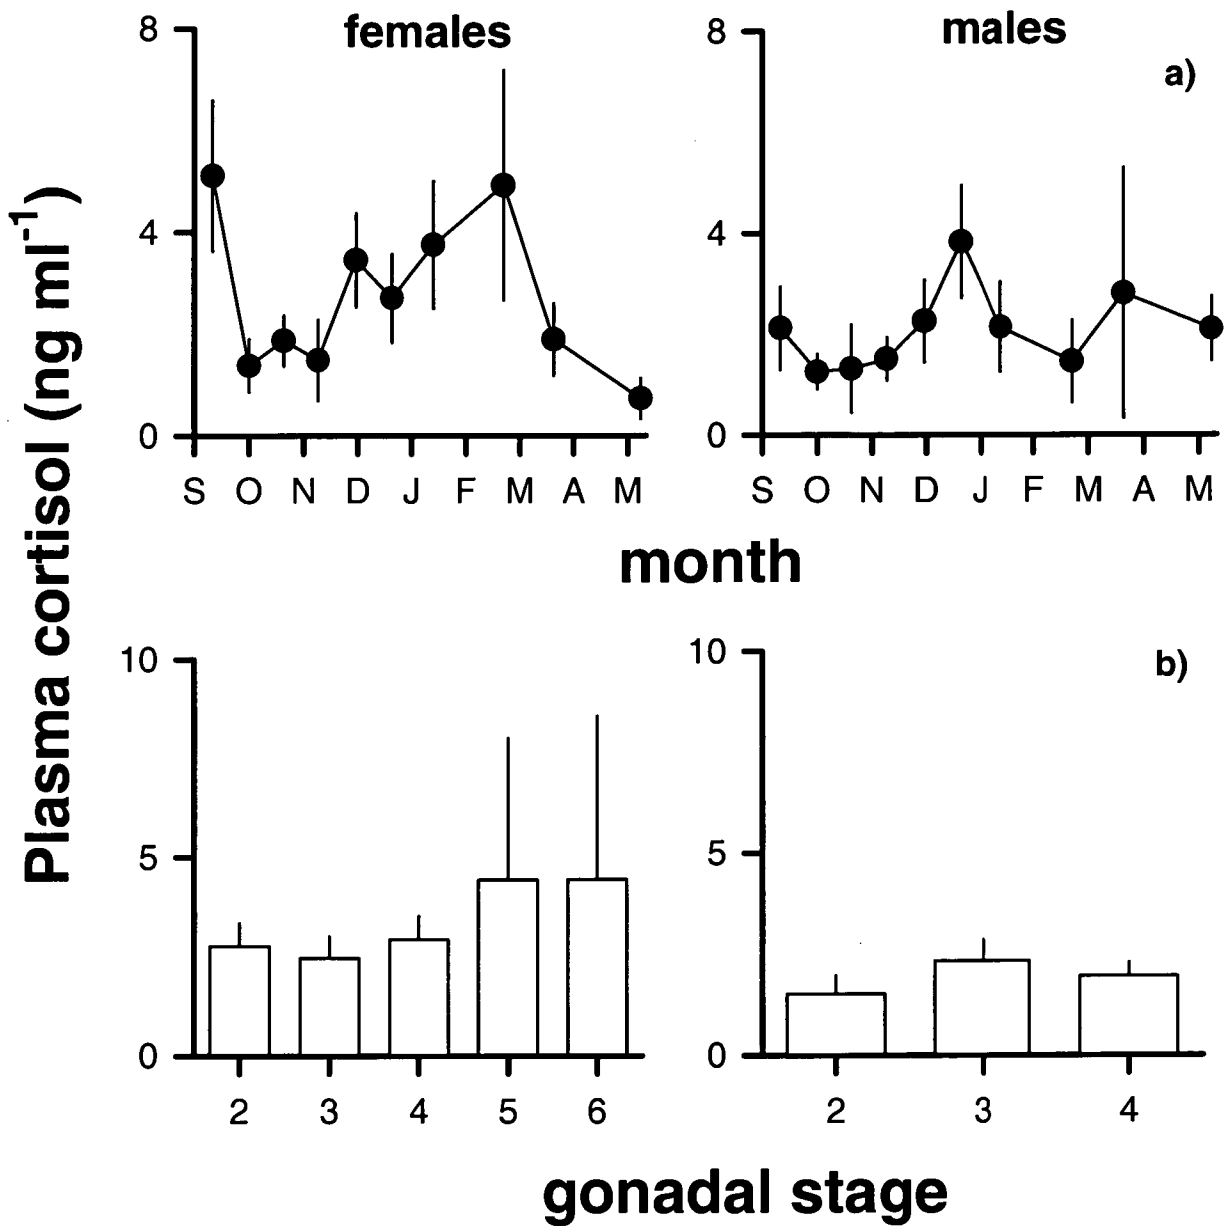 females
males
a)
8
4
0
S O N D J F M A M
8
4
0
S O N D J F M A M
Plasma cortisol (ng ml⁻¹)
month
b)
10
5
0
2 3 4 5 6
10
5
0
2 3 4
gonadal stage